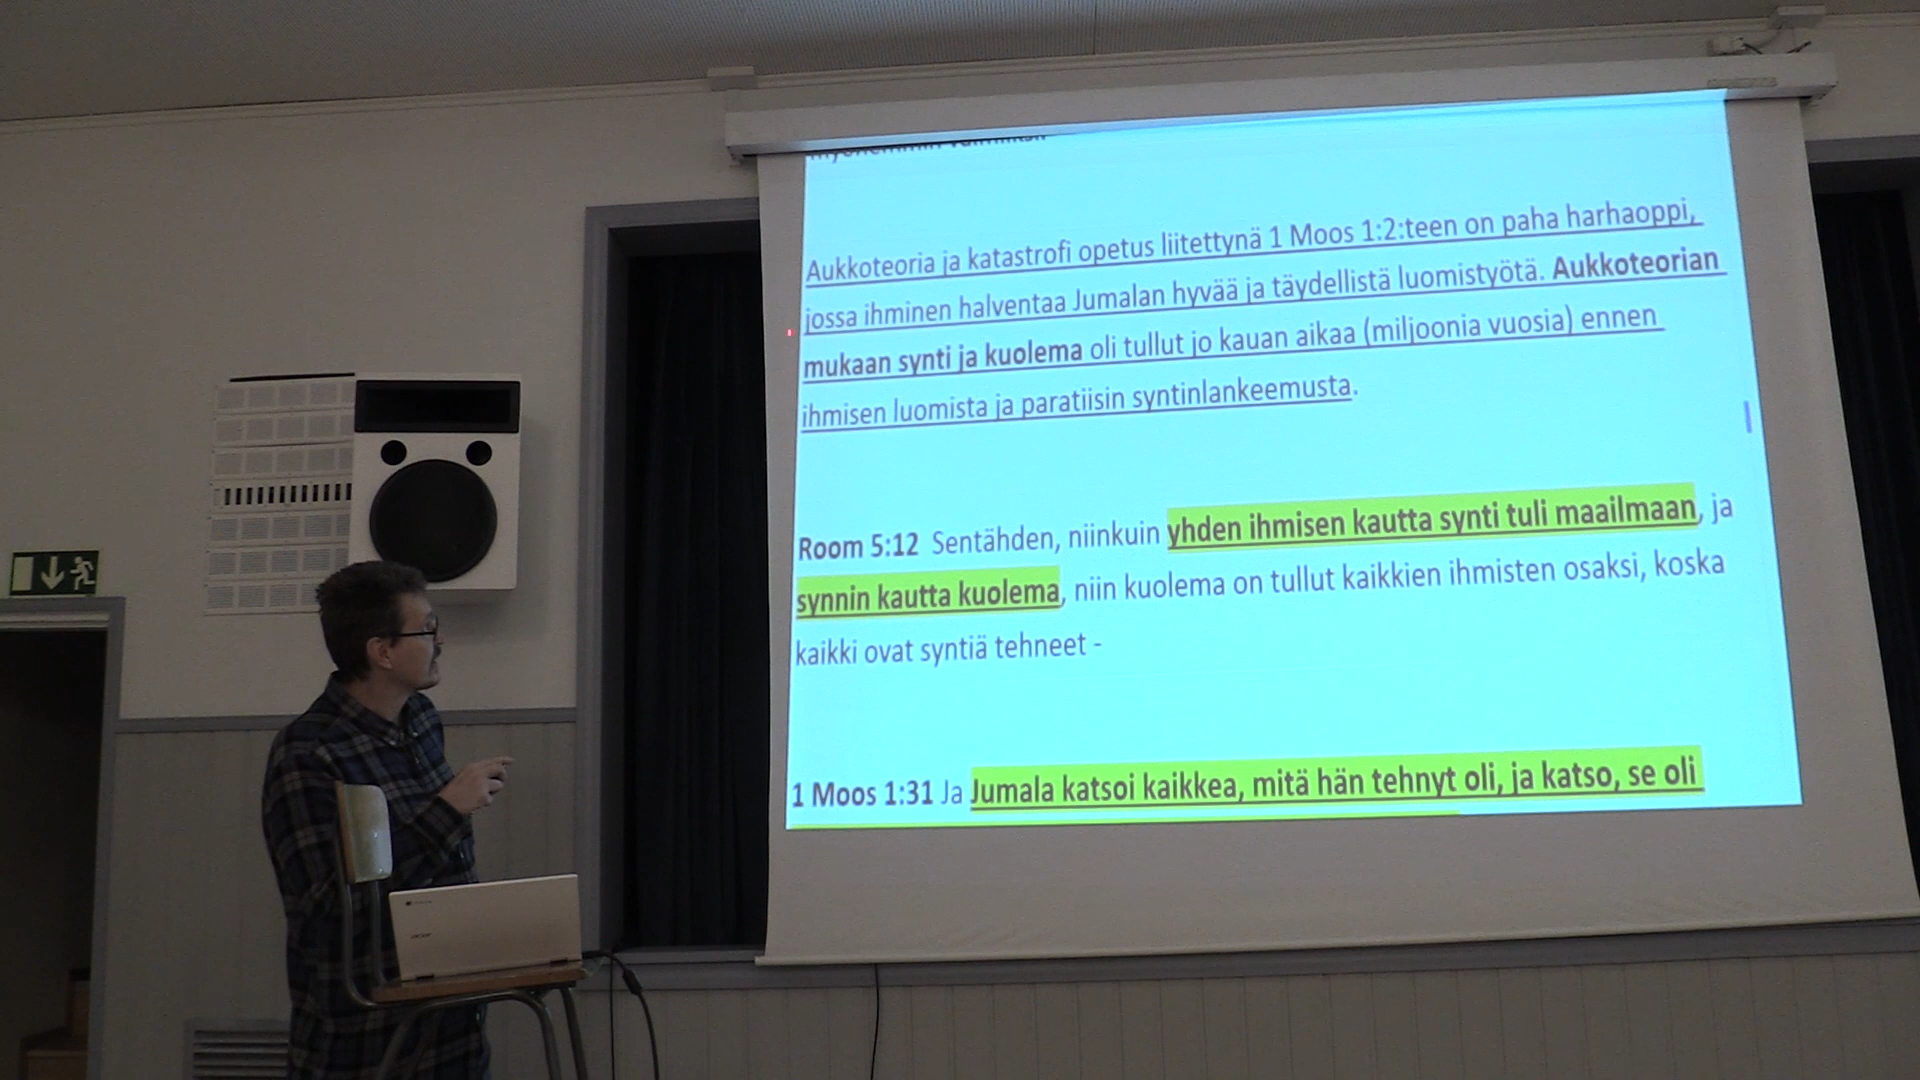 Aukkoteoria ja katastrofi opetus liitettynä 1 Moos 1:2:teen on paha harhaoppi,
jossa ihminen halventaa Jumalan hyvää ja täydellistä luomistyötä. Aukkoteorian
mukaan synti ja kuolema oli tullut jo kauan aikaa (miljoonia vuosia) ennen
ihmisen luomista ja paratiisin syntinlankeemusta.
Room 5:12 Sentähden, niinkuin yhden ihmisen kautta synti tuli maailmaan, ja
synnin kautta kuolema, niin kuolema on tullut kaikkien ihmisten osaksi, koska
kaikki ovat syntiä tehneet -
1 Moos 1:31 Ja Jumala katsoi kaikkea, mitä hän tehnyt oli, ja katso, se oli
acer